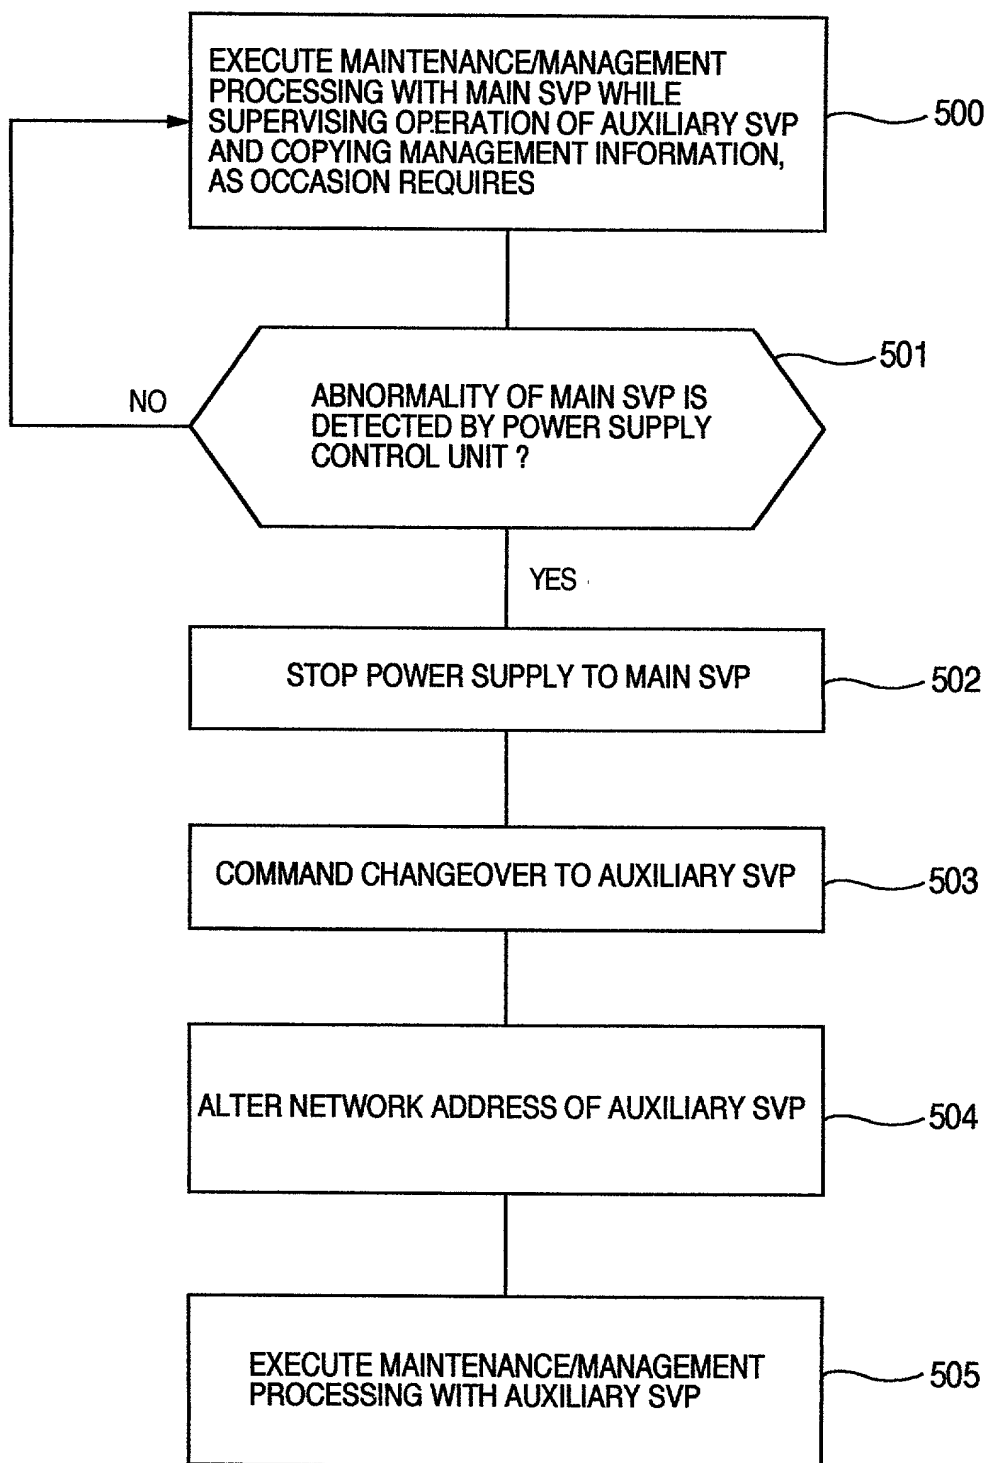 EXECUTE MAINTENANCE/MANAGEMENT
PROCESSING WITH MAIN SVP WHILE
SUPERVISING OPERATION OF AUXILIARY SVP
AND COPYING MANAGEMENT INFORMATION,
AS OCCASION REQUIRES
500
ABNORMALITY OF MAIN SVP IS
DETECTED BY POWER SUPPLY
CONTROL UNIT ?
501
NO
YES
STOP POWER SUPPLY TO MAIN SVP
502
COMMAND CHANGEOVER TO AUXILIARY SVP
503
ALTER NETWORK ADDRESS OF AUXILIARY SVP
504
EXECUTE MAINTENANCE/MANAGEMENT
PROCESSING WITH AUXILIARY SVP
505